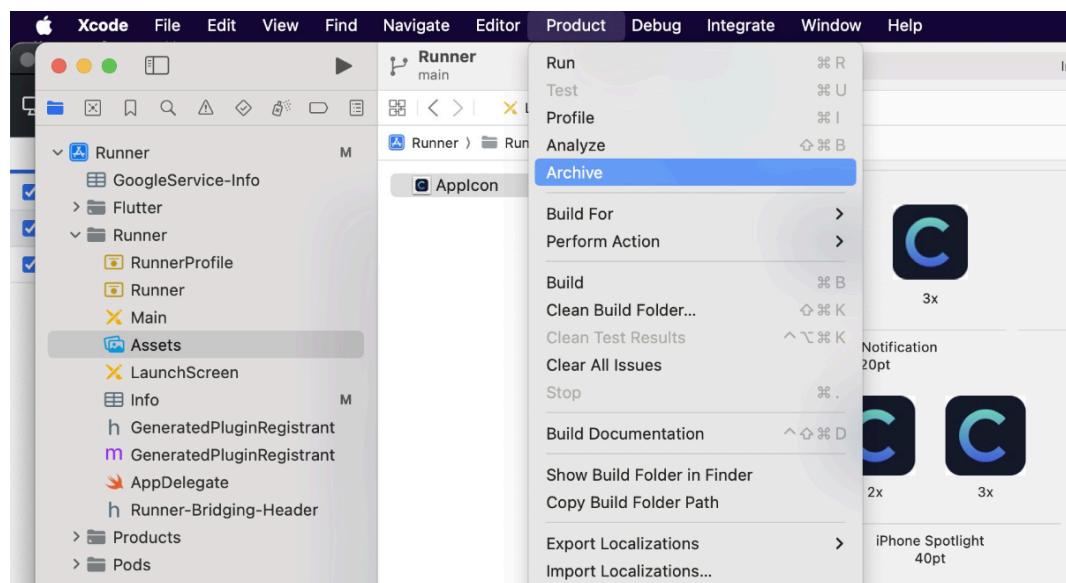 Xcode File Edit View Find Navigate Editor Product Debug Integrate Window Help
Runner
main
Runner M
GoogleService-Info
Flutter
Runner
RunnerProfile
Runner
Main
Assets
LaunchScreen
Info M
h GeneratedPluginRegistrant
m GeneratedPluginRegistrant
AppDelegate
h Runner-Bridging-Header
Products
Pods
Runner 〉 Run
AppIcon
Run ⌘ R
Test ⌘ U
Profile ⌘ I
Analyze ⇧ ⌘ B
Archive
Build For
Perform Action
Build ⌘ B
Clean Build Folder... ⇧ ⌘ K
Clean Test Results ^ ⌥ ⌘ K
Clear All Issues
Stop ⌘ .
Build Documentation ^ ⇧ ⌘ D
Show Build Folder in Finder
Copy Build Folder Path
Export Localizations
Import Localizations...
3x
Notification
20pt
2x 3x
iPhone Spotlight
40pt